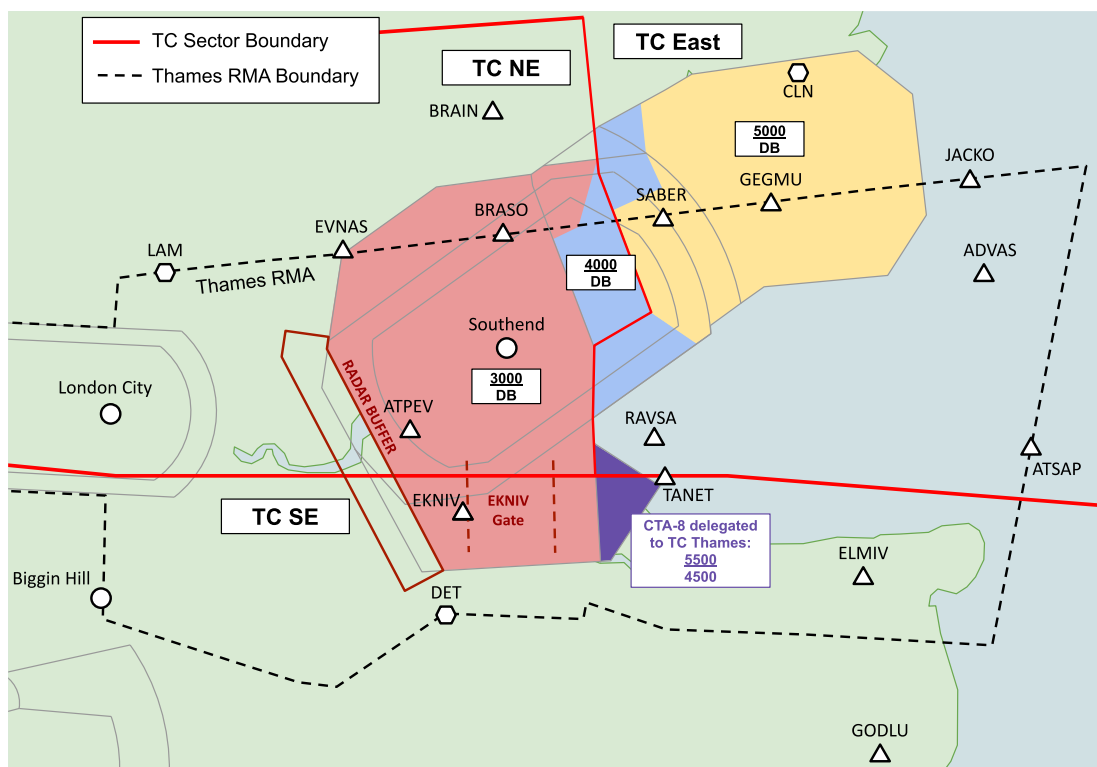 TC Sector Boundary
Thames RMA Boundary
TC NE
TC East
CLN
BRAIN
5000
DB
JACKO
GEGMU
SABER
BRASO
EVNAS
LAM
Thames RMA
ADVAS
4000
DB
Southend
3000
DB
London City
RADAR BUFFER
ATPEV
RAVSA
ATSAP
TANET
EKNIV
EKNIV
Gate
TC SE
CTA-8 delegated
to TC Thames:
5500
4500
ELMIV
Biggin Hill
DET
GODLU